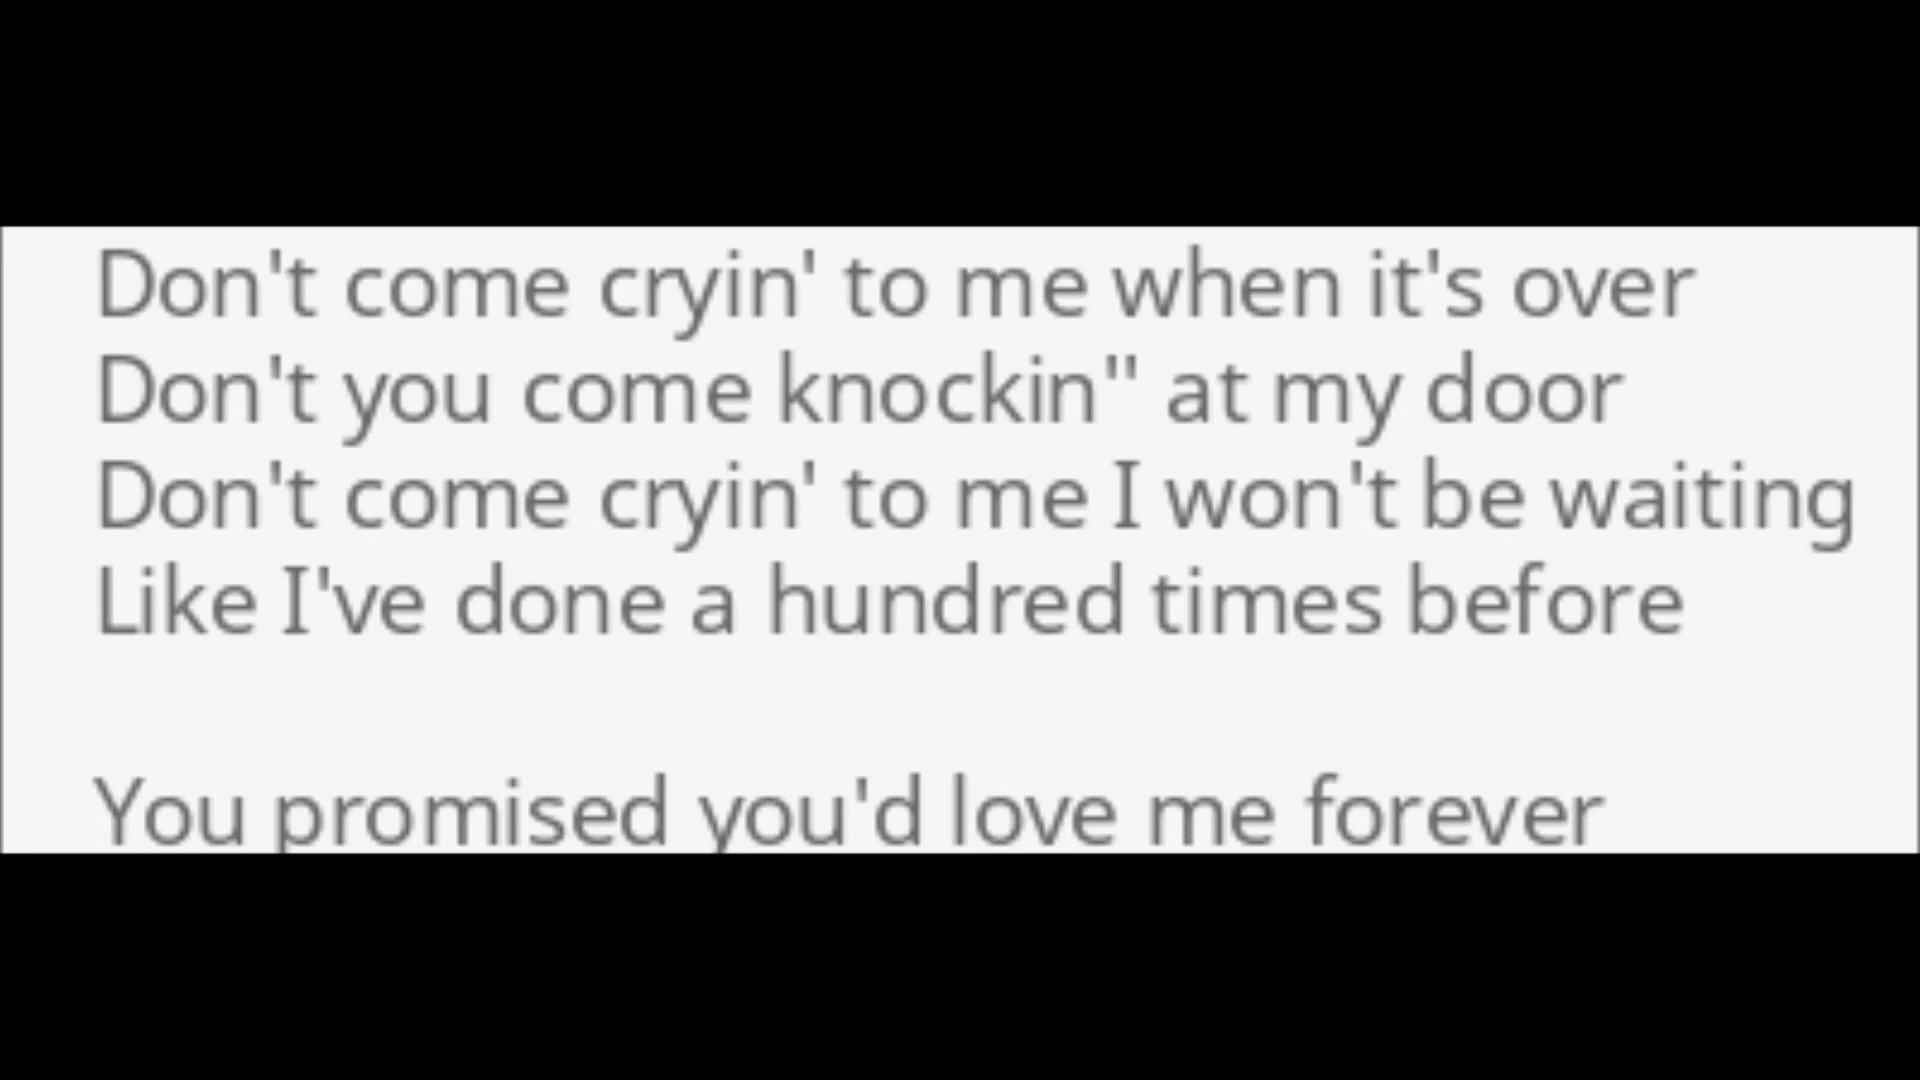 Don't come cryin' to me when it's over
Don't you come knockin'' at my door
Don't come cryin' to me I won't be waiting
Like I've done a hundred times before
You promised you'd love me forever